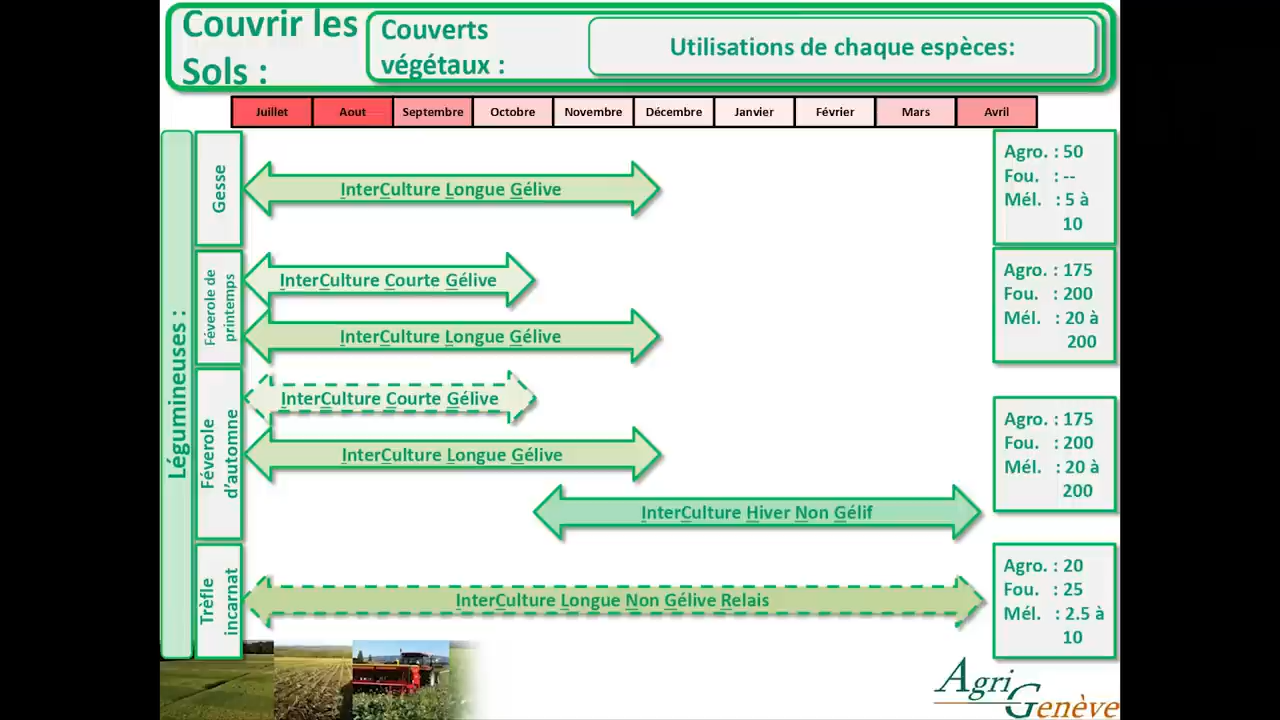 Couvrir les
Sols :
Couverts
végétaux :
Utilisations de chaque espèces:
Juillet
Aout
Septembre
Octobre
Novembre
Décembre
Janvier
Février
Mars
Avril
Légumineuses :
Gesse
InterCulture Longue Gélive
Agro. : 50
Fou. : --
Mél. : 5 à
10
Féverole de
printemps
InterCulture Courte Gélive
InterCulture Longue Gélive
Agro. : 175
Fou. : 200
Mél. : 20 à
200
Féverole
d'automne
InterCulture Courte Gélive
InterCulture Longue Gélive
InterCulture Hiver Non Gélif
Agro. : 175
Fou. : 200
Mél. : 20 à
200
Trèfle
incarnat
InterCulture Longue Non Gélive Relais
Agro. : 20
Fou. : 25
Mél. : 2.5 à
10
Agri
Genève